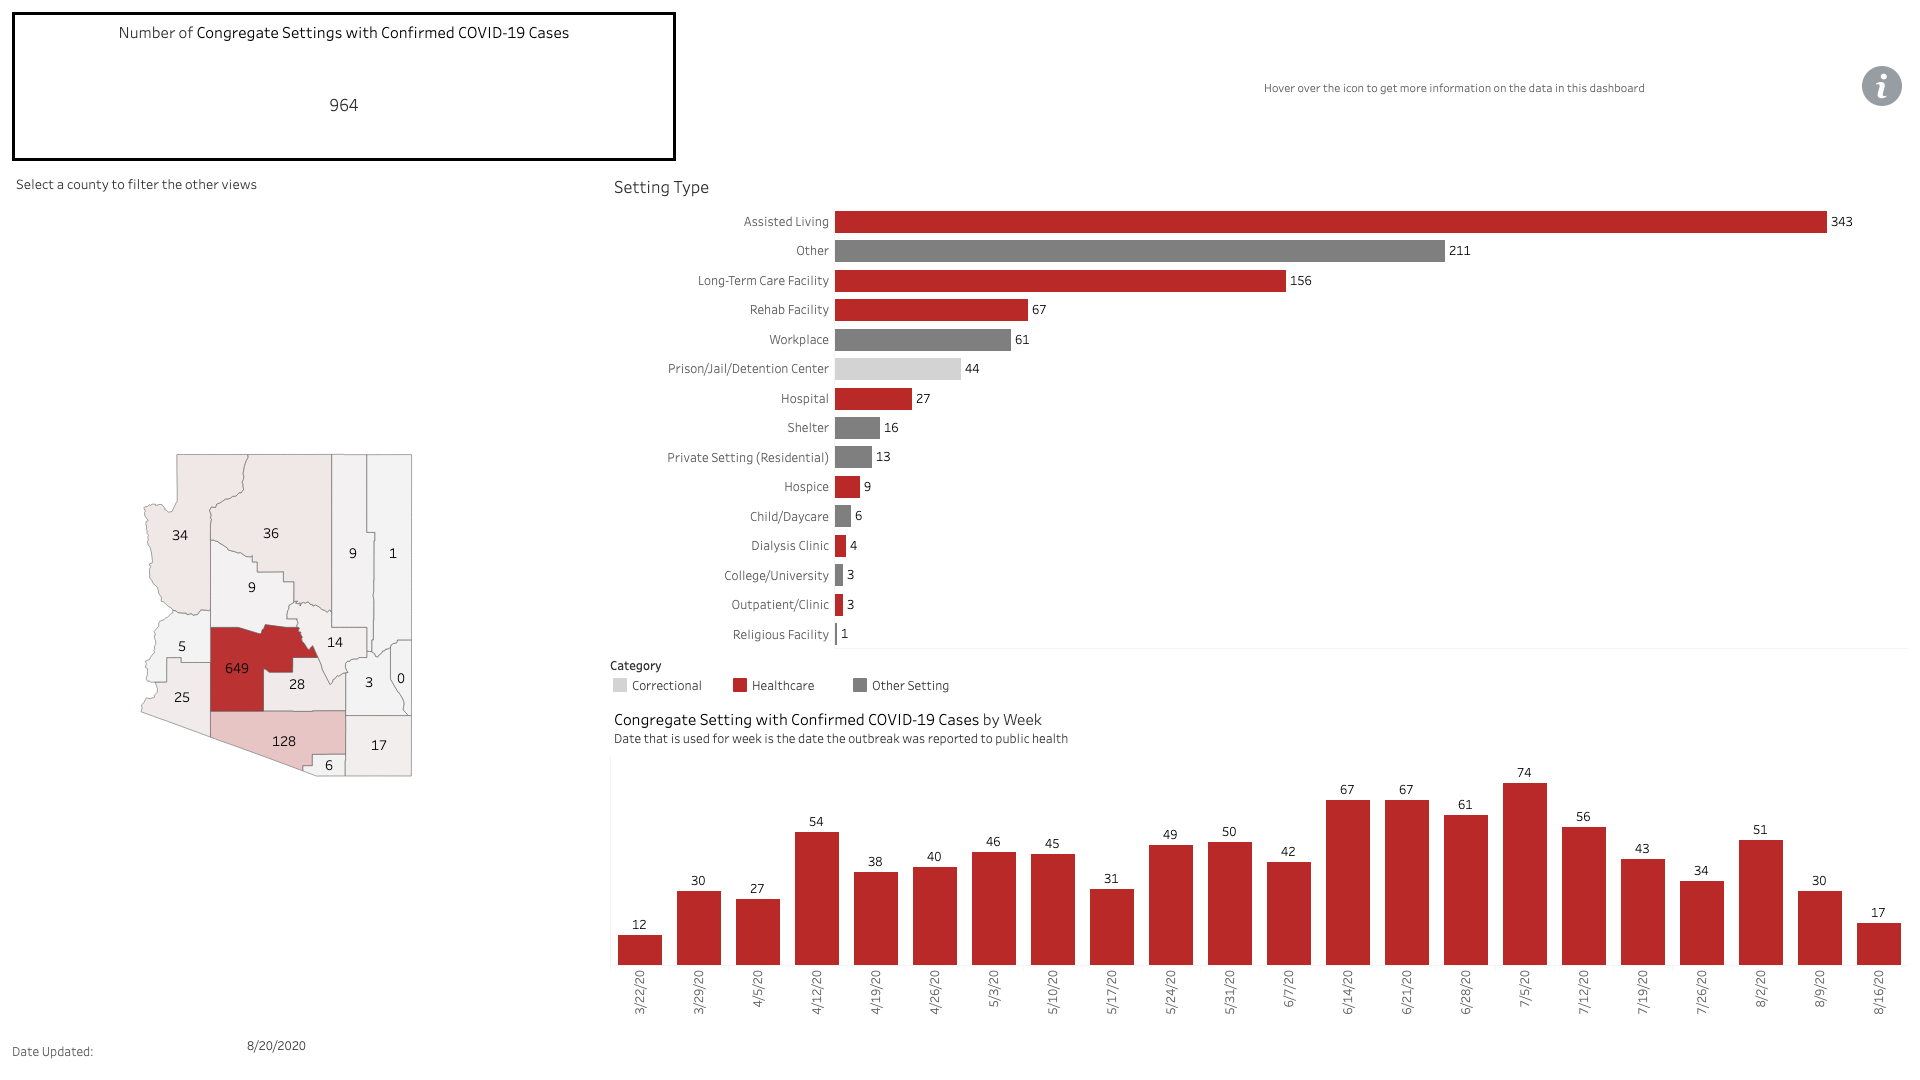 Number of Congregate Settings with Confirmed COVID-19 Cases
964
Hover over the icon to get more information on the data in this dashboard
i
Select a county to filter the other views
34
36
9
1
9
5
14
649
28
3
0
25
128
17
6
Setting Type
Assisted Living 343
Other 211
Long-Term Care Facility 156
Rehab Facility 67
Workplace 61
Prison/Jail/Detention Center 44
Hospital 27
Shelter 16
Private Setting (Residential) 13
Hospice 9
Child/Daycare 6
Dialysis Clinic 4
College/University 3
Outpatient/Clinic 3
Religious Facility 1
Category
Correctional Healthcare Other Setting
Congregate Setting with Confirmed COVID-19 Cases by Week
Date that is used for week is the date the outbreak was reported to public health
12 30 27 54 38 40 46 45 31 49 50 42 67 67 61 74 56 43 34 51 30 17
3/22/20 3/29/20 4/5/20 4/12/20 4/19/20 4/26/20 5/3/20 5/10/20 5/17/20 5/24/20 5/31/20 6/7/20 6/14/20 6/21/20 6/28/20 7/5/20 7/12/20 7/19/20 7/26/20 8/2/20 8/9/20 8/16/20
Date Updated: 8/20/2020